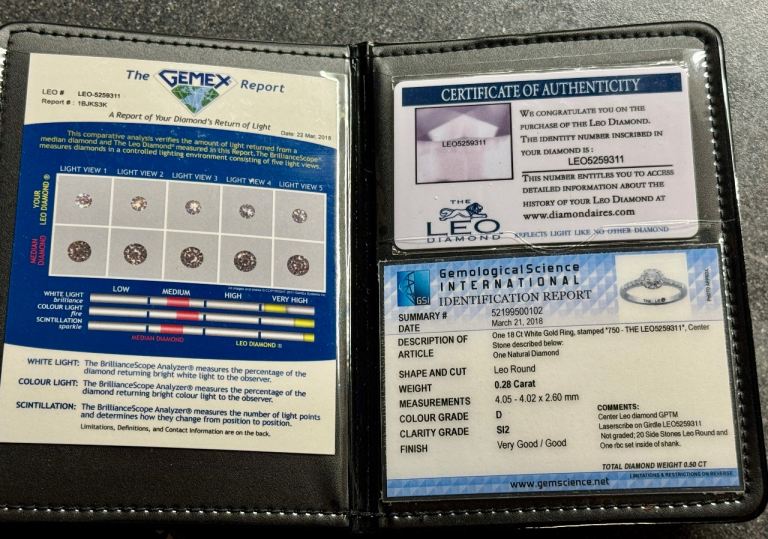 The GEMEX Report
LEO # LEO-5259311
Report # : 1BJKS3K
A Report of Your Diamond's Return of Light
Date: 22 Mar, 2018
This comparative analysis verifies the amount of light returned from a
median diamond and The Leo Diamond® measured in this Report. The BrillianceScope®
measures diamonds in a controlled lighting environment consisting of five light views.
LIGHT VIEW 1 LIGHT VIEW 2 LIGHT VIEW 3 LIGHT VIEW 4 LIGHT VIEW 5
YOUR
LEO DIAMOND®
MEDIAN
DIAMOND
LOW MEDIUM HIGH VERY HIGH
WHITE LIGHT
brilliance
COLOUR LIGHT
fire
SCINTILLATION
sparkle
MEDIAN DIAMOND LEO DIAMOND ®
WHITE LIGHT: The BrillianceScope Analyzer® measures the percentage of the
diamond returning bright white light to the observer.
COLOUR LIGHT: The BrillianceScope Analyzer® measures the percentage of the
diamond returning bright colour light to the observer.
SCINTILLATION: The BrillianceScope Analyzer® measures the number of light points
and determines how they change from position to position.
Limitations, Definitions, and Contact Information are on the back.
CERTIFICATE OF AUTHENTICITY
LEO5259311
WE CONGRATULATE YOU ON THE
PURCHASE OF THE LEO DIAMOND.
THE IDENTITY NUMBER INSCRIBED IN
YOUR DIAMOND IS :
LEO5259311
THIS NUMBER ENTITLES YOU TO ACCESS
DETAILED INFORMATION ABOUT THE
HISTORY OF YOUR LEO DIAMOND AT
www.diamondaires.com
THE
LEO
DIAMOND
REFLECTS LIGHT LIKE NO OTHER DIAMOND
GSI
Gemological Science
INTERNATIONAL
IDENTIFICATION REPORT
SUMMARY # 52199500102
DATE March 21, 2018
DESCRIPTION OF ARTICLE One 18 Ct White Gold Ring, stamped "750 - THE LEO5259311", Center
Stone described below:
One Natural Diamond
SHAPE AND CUT Leo Round
WEIGHT 0.28 Carat
MEASUREMENTS 4.05 - 4.02 x 2.60 mm
COLOUR GRADE D
CLARITY GRADE SI2
FINISH Very Good / Good
COMMENTS:
Center Leo diamond GPTM
Laserscribe on Girdle LEO5259311
Not graded; 20 Side Stones Leo Round and
One rbc set inside of shank.
TOTAL DIAMOND WEIGHT 0.50 CT
LIMITATIONS & RESTRICTIONS ON REVERSE
www.gemscience.net